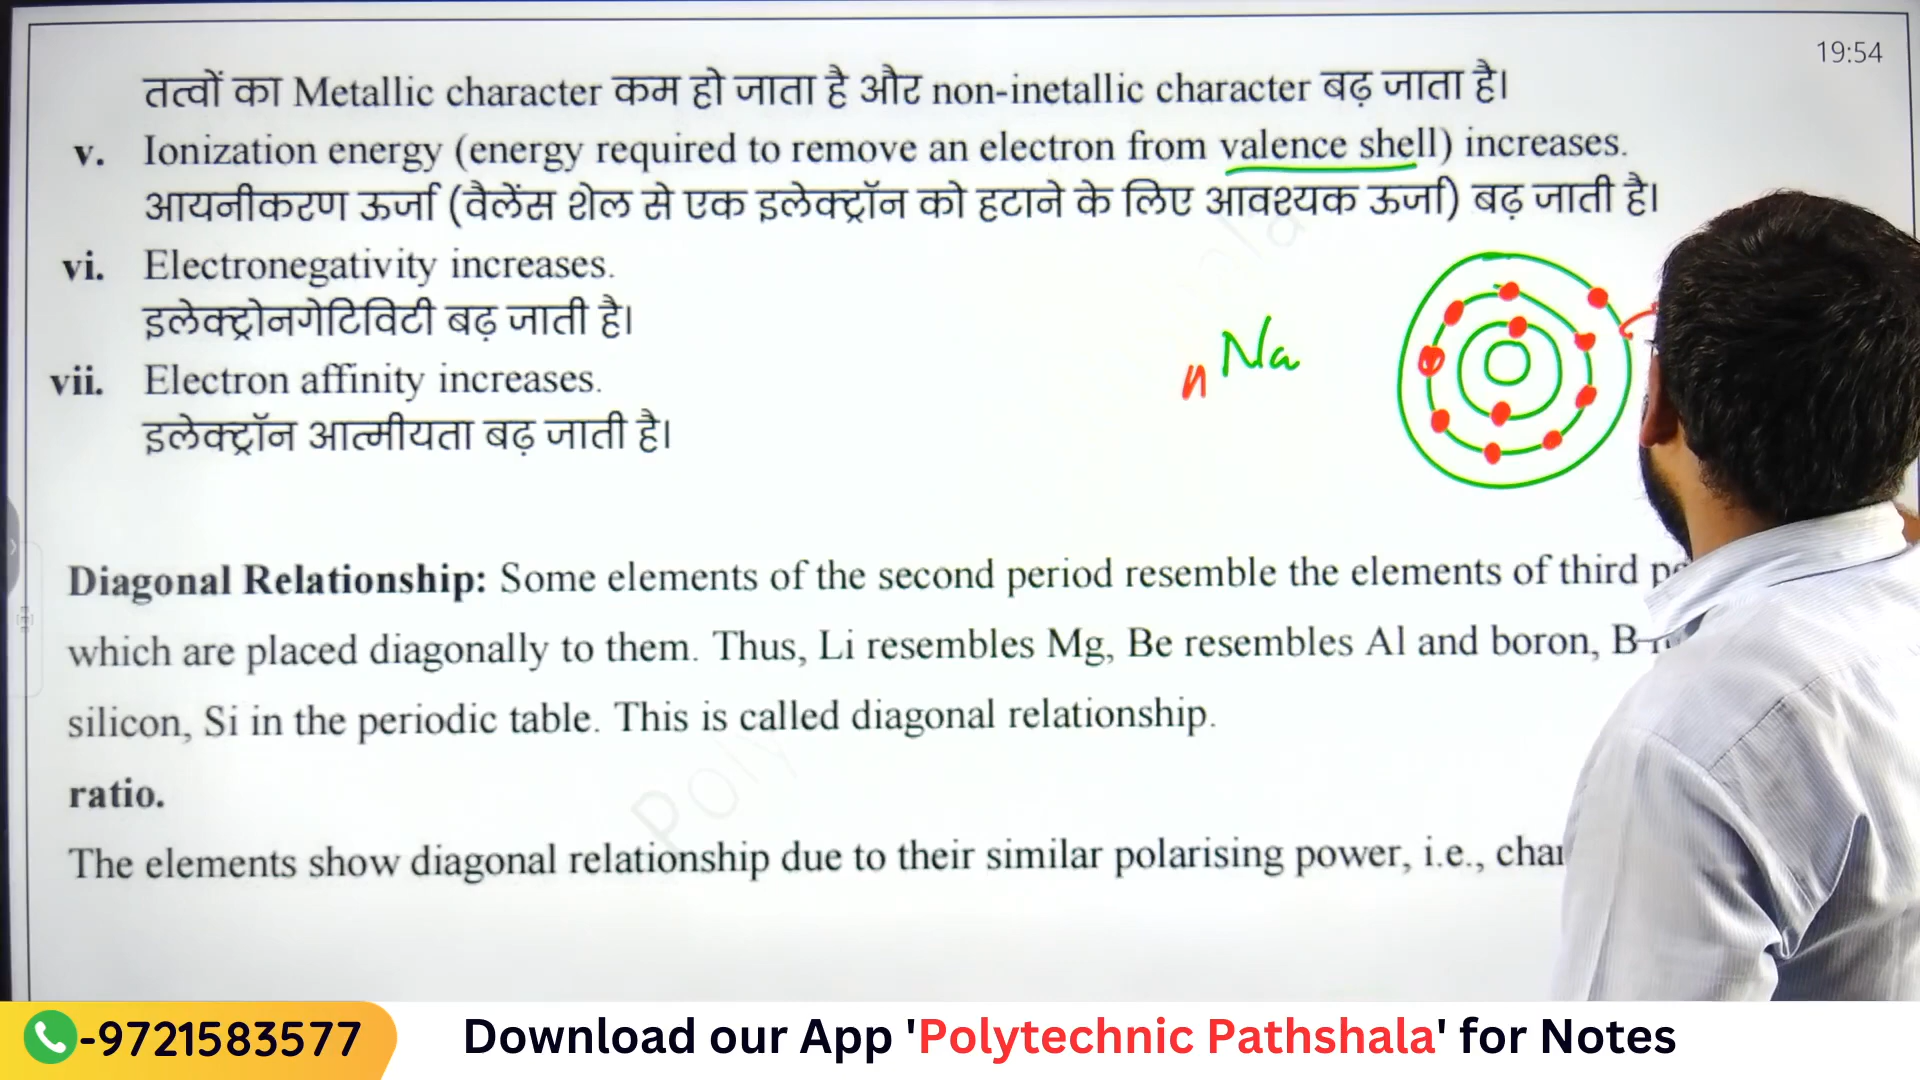 19:54
तत्वों का Metallic character कम हो जाता है और non-inetallic character बढ़ जाता है।
v. Ionization energy (energy required to remove an electron from valence shell) increases.
आयनीकरण ऊर्जा (वैलेंस शेल से एक इलेक्ट्रॉन को हटाने के लिए आवश्यक ऊर्जा) बढ़ जाती है।
vi. Electronegativity increases.
इलेक्ट्रोनगेटिविटी बढ़ जाती है।
Na
vii. Electron affinity increases.
इलेक्ट्रॉन आत्मीयता बढ़ जाती है।
Diagonal Relationship: Some elements of the second period resemble the elements of third
which are placed diagonally to them. Thus, Li resembles Mg, Be resembles Al and boron, B
silicon, Si in the periodic table. This is called diagonal relationship.
ratio.
The elements show diagonal relationship due to their similar polarising power, i.e.,
-9721583577
Download our App 'Polytechnic Pathshala' for Notes